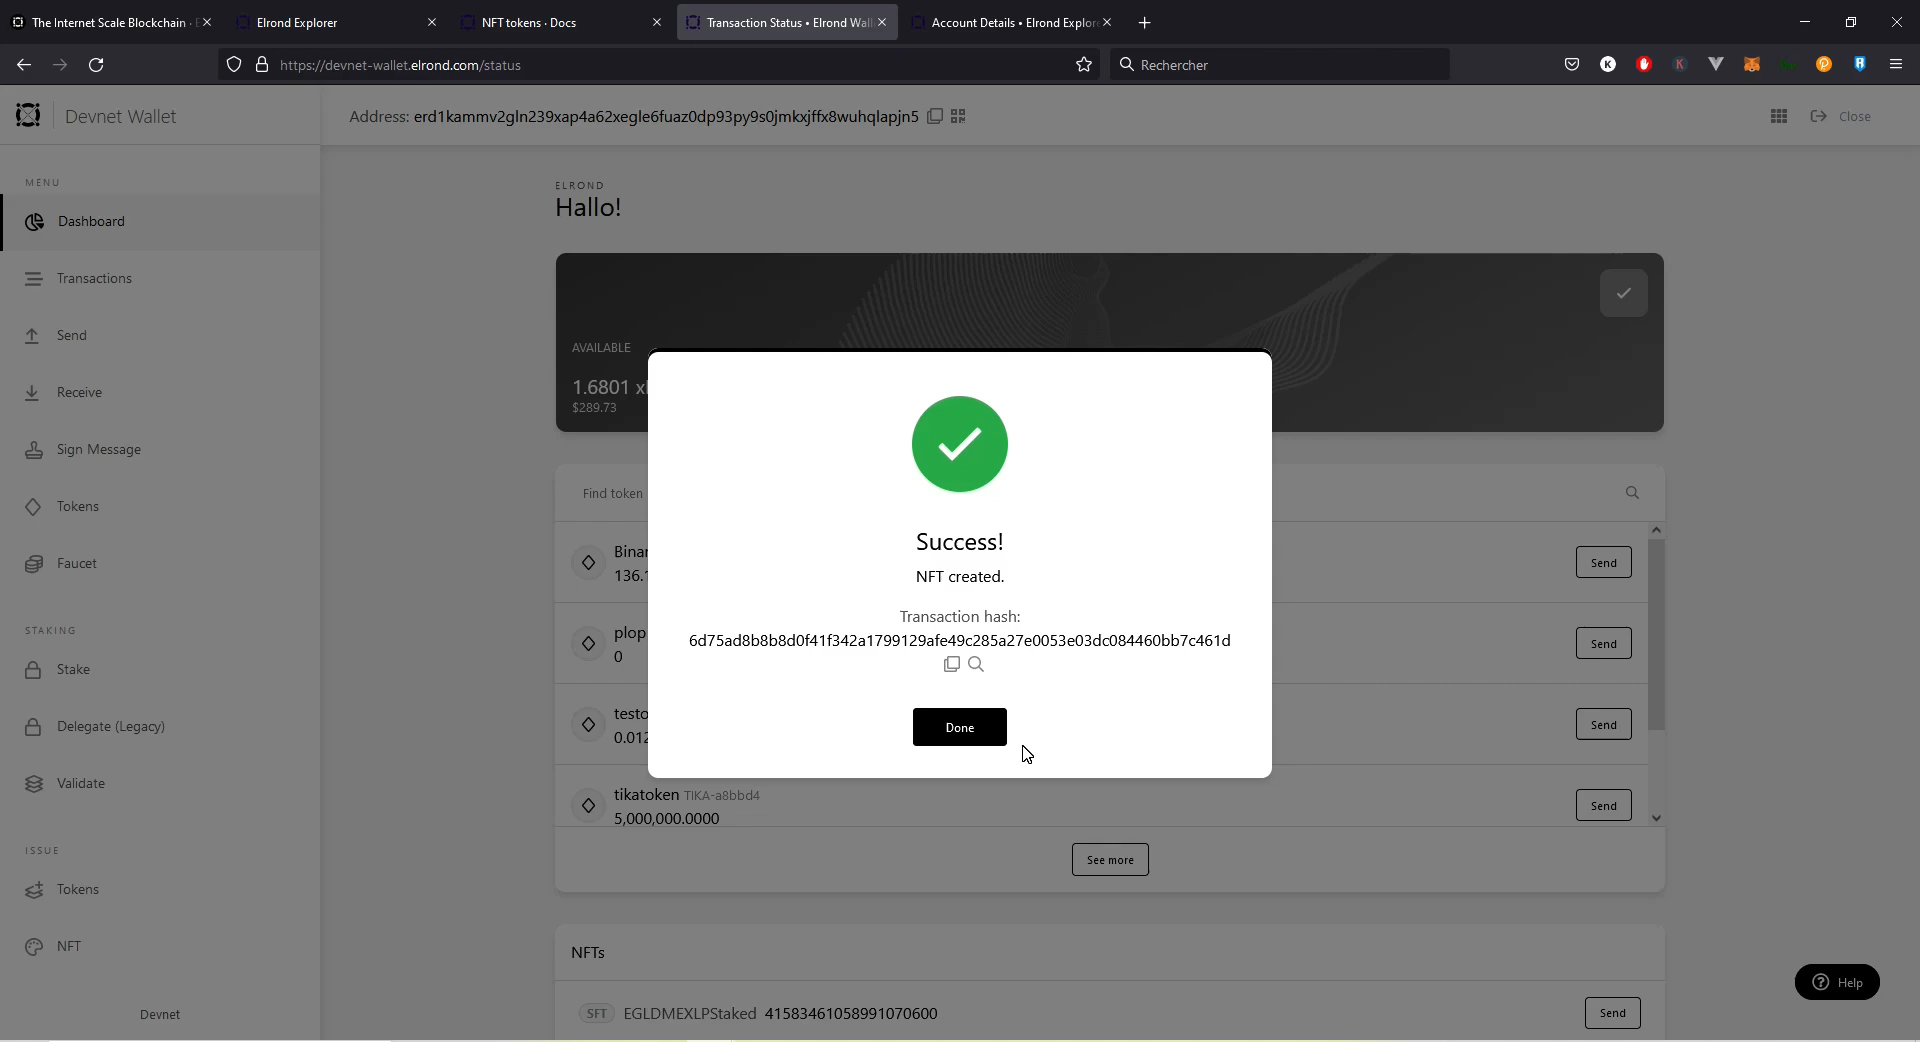 The Internet Scale Blockchain ·
Elrond Explorer
NFT tokens · Docs
Transaction Status • Elrond Wall
Account Details • Elrond Explore
https://devnet-wallet.elrond.com/status
Rechercher
Devnet Wallet
Address: erd1kammv2gln239xap4a62xegle6fuaz0dp93py9s0jmkxjffx8wuhqlapjn5
Close
MENU
Dashboard
Transactions
Send
Receive
Sign Message
Tokens
Faucet
STAKING
Stake
Delegate (Legacy)
Validate
ISSUE
Tokens
NFT
Devnet
ELROND
Hallo!
AVAILABLE
1.6801
$289.73
Find token
Binar
136.1
Send
plop
0
Send
testo
0.012
Send
tikatoken TIKA-a8bbd4
5,000,000.0000
Send
See more
NFTs
SFT EGLDMEXLPStaked 41583461058991070600
Send
Success!
NFT created.
Transaction hash:
6d75ad8b8b8d0f41f342a1799129afe49c285a27e0053e03dc084460bb7c461d
Done
Help